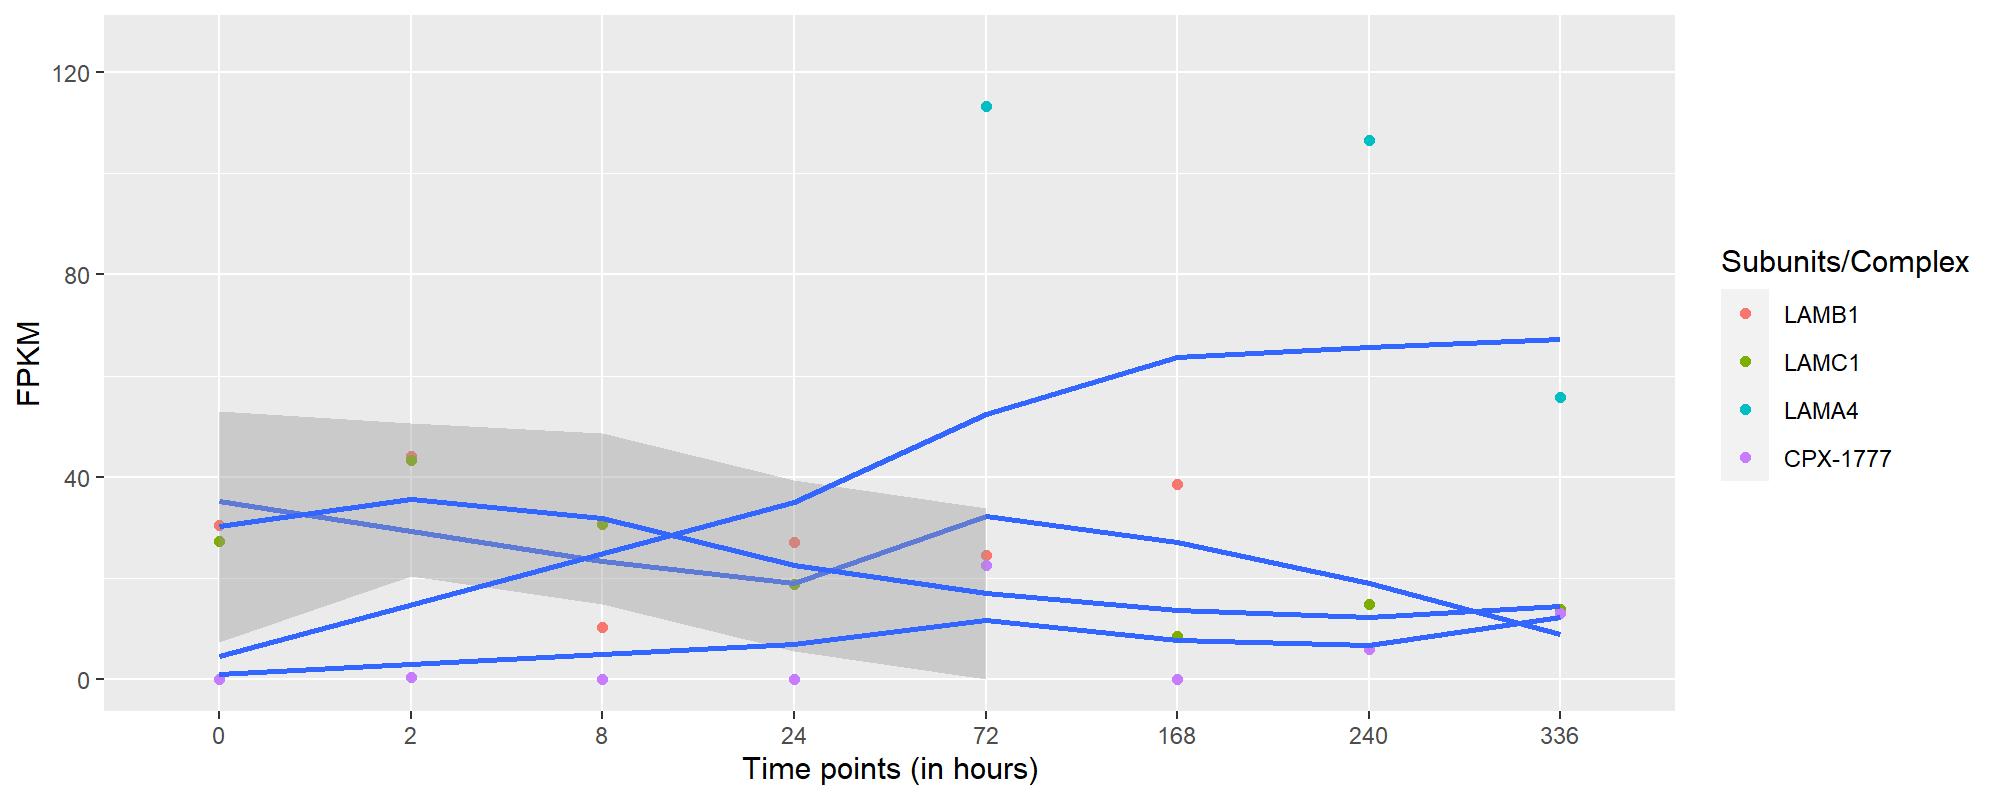 120
80
40
0
FPKM
0 2 8 24 72 168 240 336
Time points (in hours)
Subunits/Complex
LAMB1
LAMC1
LAMA4
CPX-1777